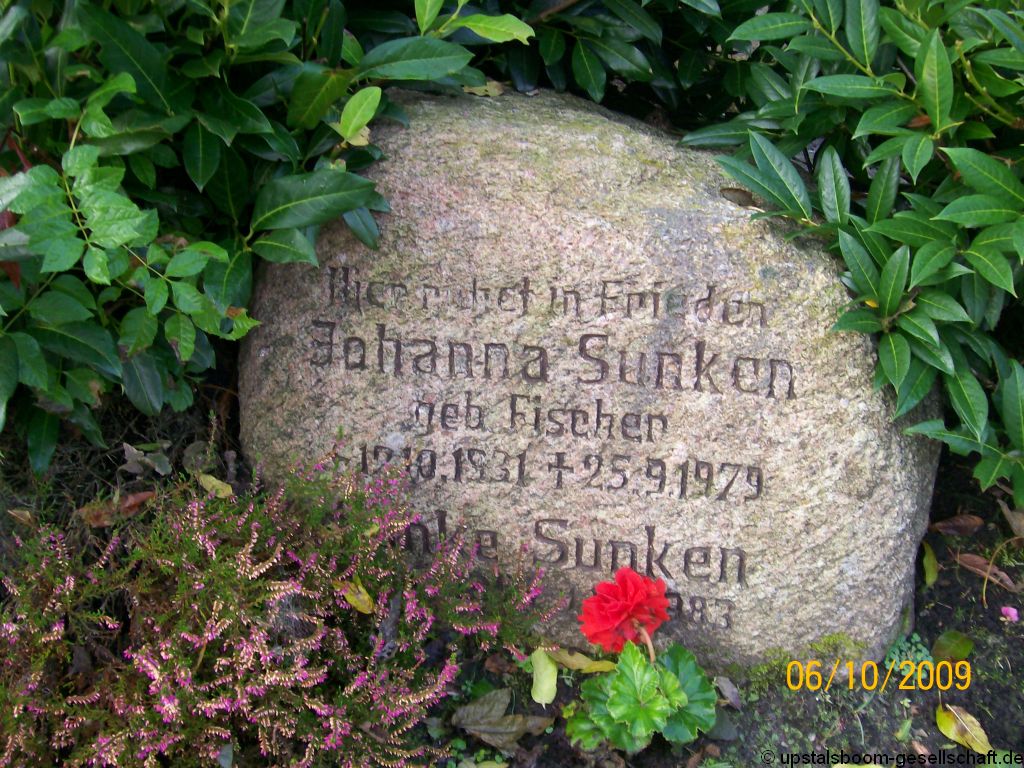 Hier ruhet in Frieden
Johanna Sunken
geb Fischer
12.10.1931 ✝ 25.9.1979
Sunken
1983
06/10/2009
© upstalsboom-gesellschaft.de